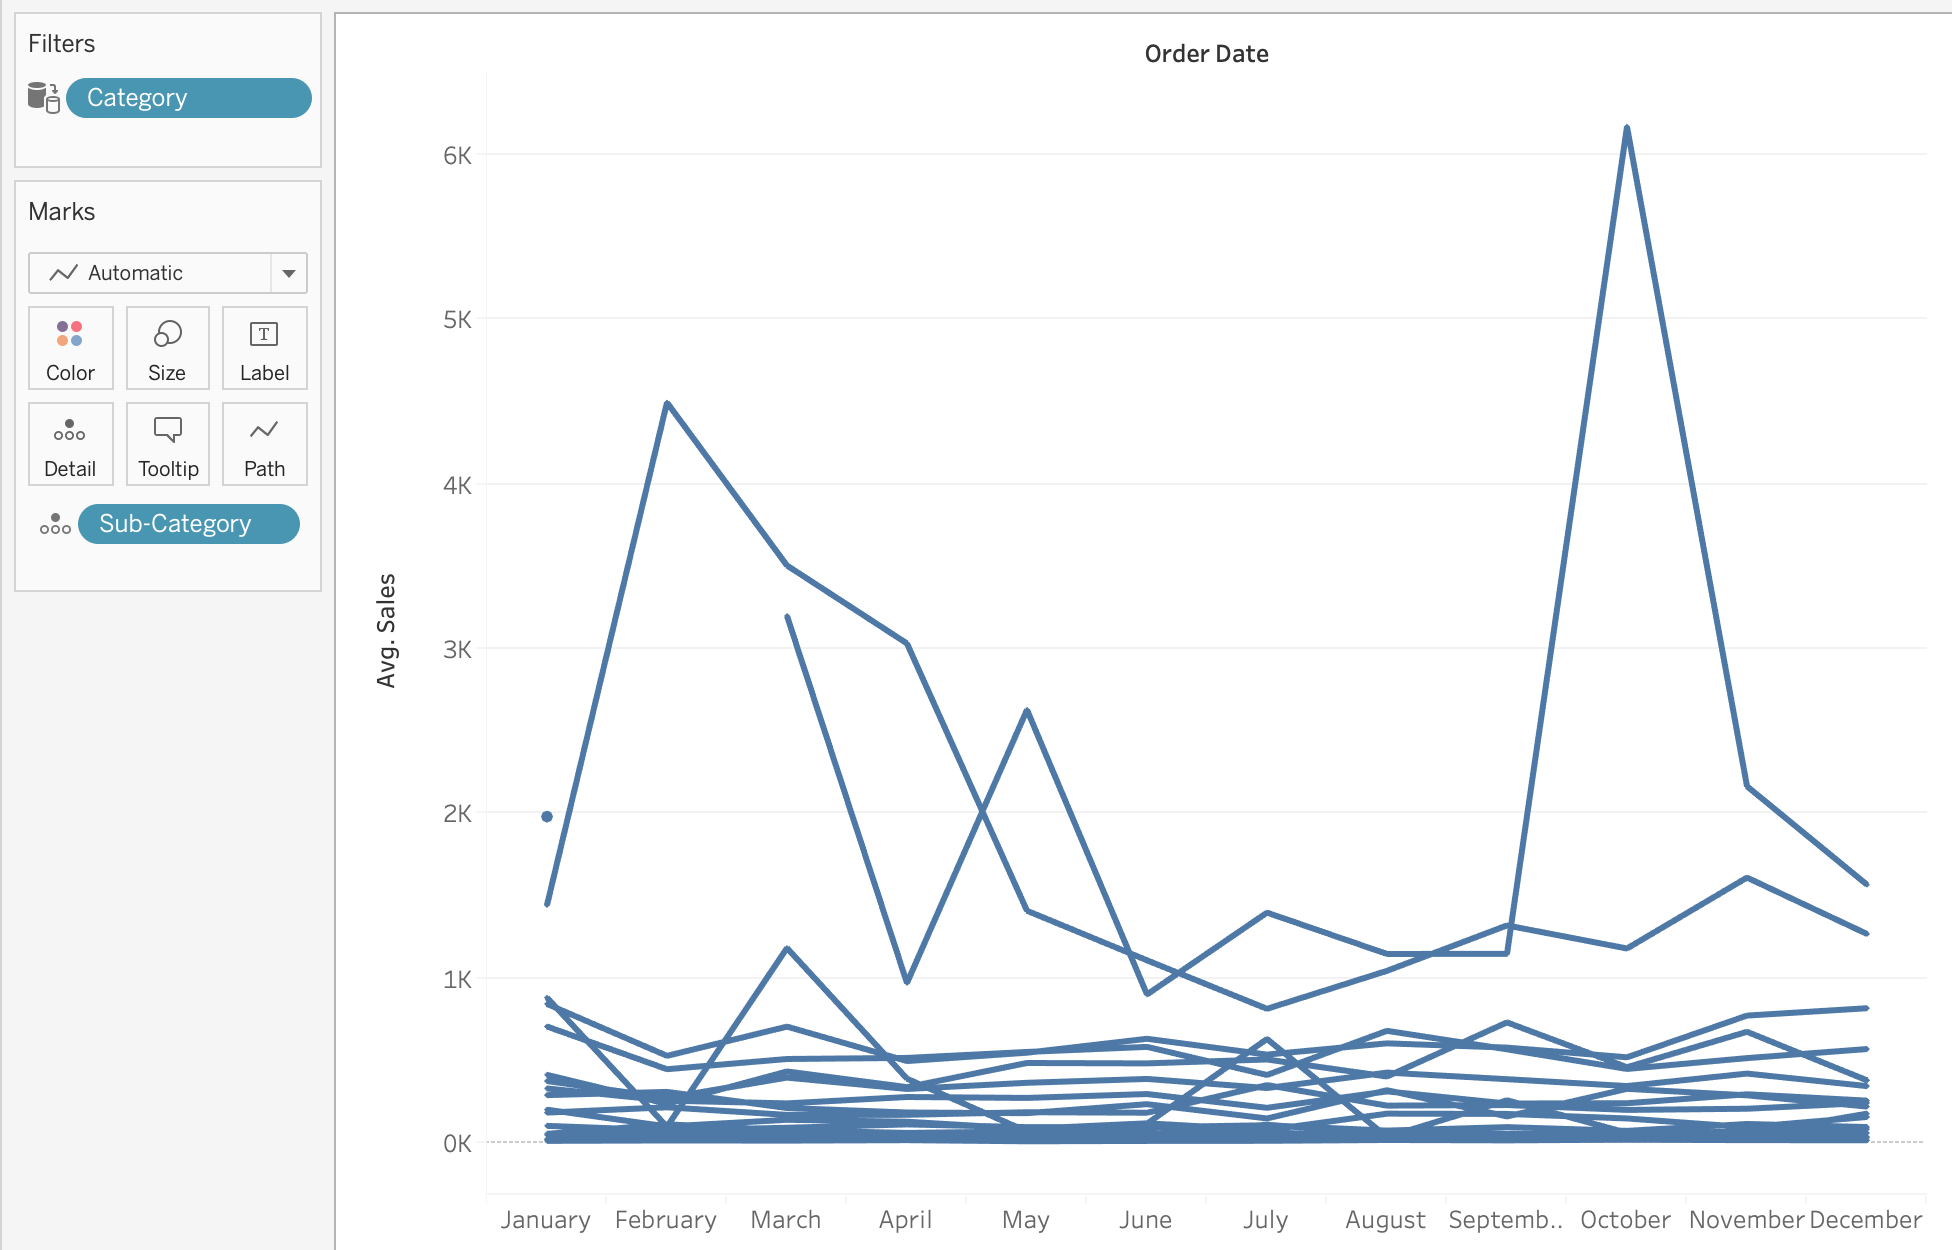 Filters
Category
Marks
Automatic
Color
Size
T
Label
Detail
Tooltip
Path
Sub-Category
Order Date
Avg. Sales
6K
5K
4K
3K
2K
1K
0K
January February March April May June July August Septemb.. October November December